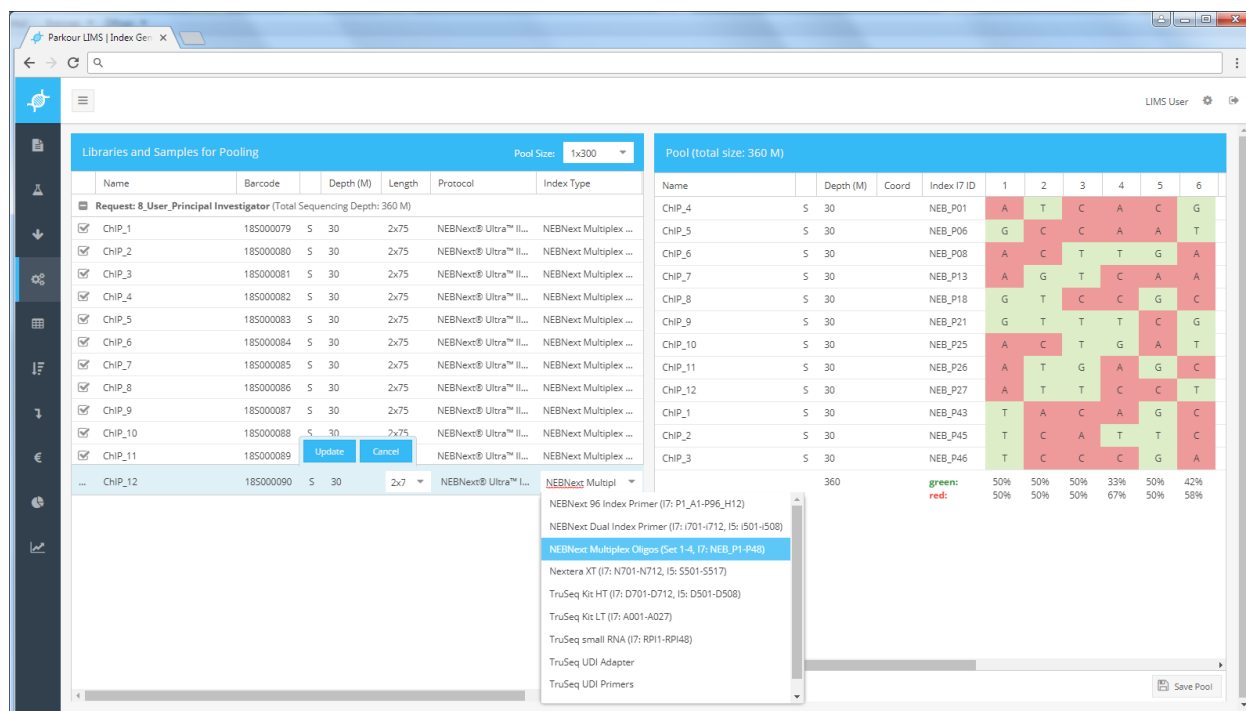 Parkour LIMS | Index Gen
LIMS User
Libraries and Samples for Pooling Pool Size: 1x300
Name Barcode Depth (M) Length Protocol Index Type
Request: 8_User_Principal Investigator (Total Sequencing Depth: 360 M)
ChIP_1 18S000079 S 30 2x75 NEBNext® Ultra™ II... NEBNext Multiplex ...
ChIP_2 18S000080 S 30 2x75 NEBNext® Ultra™ II... NEBNext Multiplex ...
ChIP_3 18S000081 S 30 2x75 NEBNext® Ultra™ II... NEBNext Multiplex ...
ChIP_4 18S000082 S 30 2x75 NEBNext® Ultra™ II... NEBNext Multiplex ...
ChIP_5 18S000083 S 30 2x75 NEBNext® Ultra™ II... NEBNext Multiplex ...
ChIP_6 18S000084 S 30 2x75 NEBNext® Ultra™ II... NEBNext Multiplex ...
ChIP_7 18S000085 S 30 2x75 NEBNext® Ultra™ II... NEBNext Multiplex ...
ChIP_8 18S000086 S 30 2x75 NEBNext® Ultra™ II... NEBNext Multiplex ...
ChIP_9 18S000087 S 30 2x75 NEBNext® Ultra™ II... NEBNext Multiplex ...
ChIP_10 18S000088 S 30 2x75 NEBNext® Ultra™ II... NEBNext Multiplex ...
ChIP_11 18S000089 NEBNext® Ultra™ II... NEBNext Multiplex ...
Update Cancel
... ChIP_12 18S000090 S 30 2x7 NEBNext® Ultra™ I... NEBNext Multipl
NEBNext 96 Index Primer (I7: P1_A1-P96_H12)
NEBNext Dual Index Primer (I7: i701-i712, I5: i501-i508)
NEBNext Multiplex Oligos (Set 1-4, I7: NEB_P1-P48)
Nextera XT (I7: N701-N712, I5: S501-S517)
TruSeq Kit HT (I7: D701-D712, I5: D501-D508)
TruSeq Kit LT (I7: A001-A027)
TruSeq small RNA (I7: RPI1-RPI48)
TruSeq UDI Adapter
TruSeq UDI Primers
Pool (total size: 360 M)
Name Depth (M) Coord Index I7 ID 1 2 3 4 5 6
ChIP_4 S 30 NEB_P01 A T C A C G
ChIP_5 S 30 NEB_P06 G C C A A T
ChIP_6 S 30 NEB_P08 A C T T G A
ChIP_7 S 30 NEB_P13 A G T C A A
ChIP_8 S 30 NEB_P18 G T C C G C
ChIP_9 S 30 NEB_P21 G T T T C G
ChIP_10 S 30 NEB_P25 A C T G A T
ChIP_11 S 30 NEB_P26 A T G A G C
ChIP_12 S 30 NEB_P27 A T T C C T
ChIP_1 S 30 NEB_P43 T A C A G C
ChIP_2 S 30 NEB_P45 T C A T T C
ChIP_3 S 30 NEB_P46 T C C C G A
360 green: 50% 50% 50% 33% 50% 42%
red: 50% 50% 50% 67% 50% 58%
Save Pool